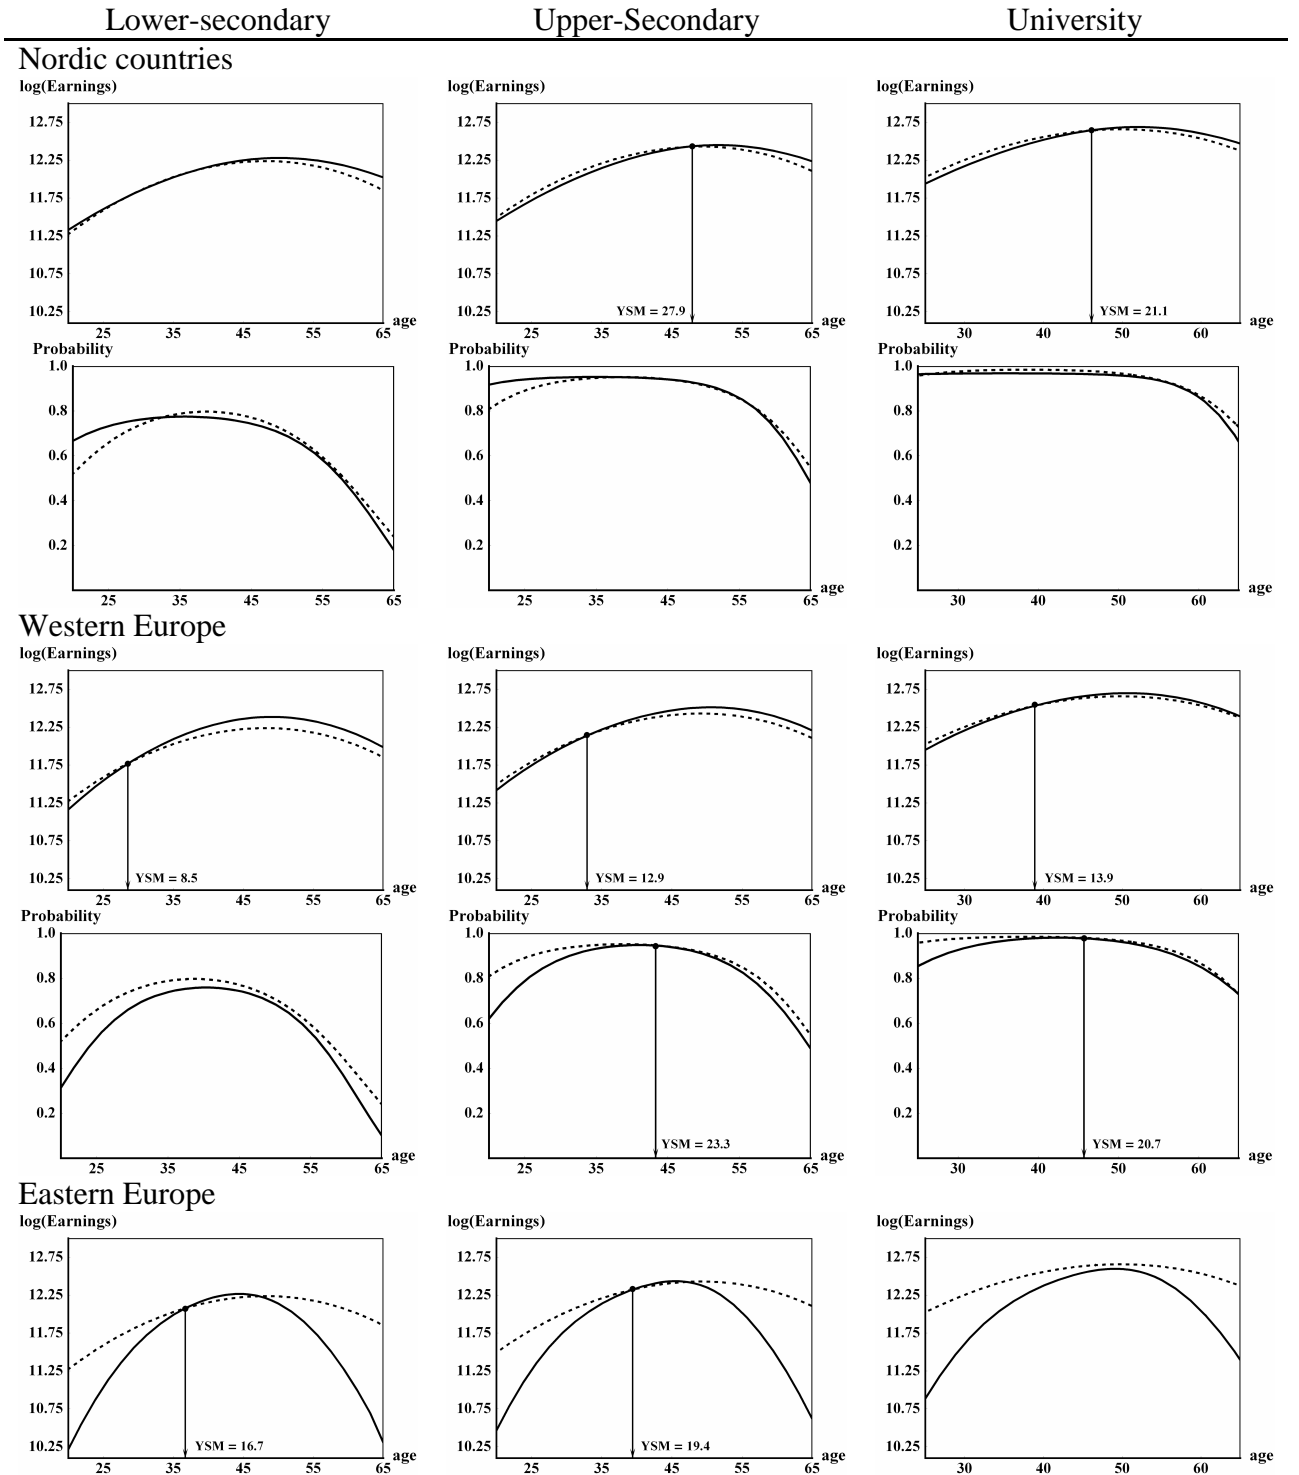 Lower-secondary Upper-Secondary University
Nordic countries
log(Earnings) log(Earnings) log(Earnings)
12.75 12.75 12.75
12.25 12.25 12.25
11.75 11.75 11.75
11.25 11.25 11.25
10.75 10.75 10.75
10.25 YSM = 27.9 10.25 YSM = 21.1 10.25
age age age
25 35 45 55 65 25 35 45 55 65 30 40 50 60
Probability Probability Probability
1.0 1.0 1.0
0.8 0.8 0.8
0.6 0.6 0.6
0.4 0.4 0.4
0.2 0.2 0.2
age age
25 35 45 55 65 25 35 45 55 65 30 40 50 60
Western Europe
log(Earnings) log(Earnings) log(Earnings)
12.75 12.75 12.75
12.25 12.25 12.25
11.75 11.75 11.75
11.25 11.25 11.25
10.75 10.75 10.75
10.25 YSM = 8.5 10.25 YSM = 12.9 10.25 YSM = 13.9
age age age
25 35 45 55 65 25 35 45 55 65 30 40 50 60
Probability Probability Probability
1.0 1.0 1.0
0.8 0.8 0.8
0.6 0.6 0.6
0.4 0.4 0.4
0.2 0.2 0.2
YSM = 23.3 YSM = 20.7
age age age
25 35 45 55 65 25 35 45 55 65 30 40 50 60
Eastern Europe
log(Earnings) log(Earnings) log(Earnings)
12.75 12.75 12.75
12.25 12.25 12.25
11.75 11.75 11.75
11.25 11.25 11.25
10.75 10.75 10.75
10.25 YSM = 16.7 10.25 YSM = 19.4 10.25
age age age
25 35 45 55 65 25 35 45 55 65 30 40 50 60